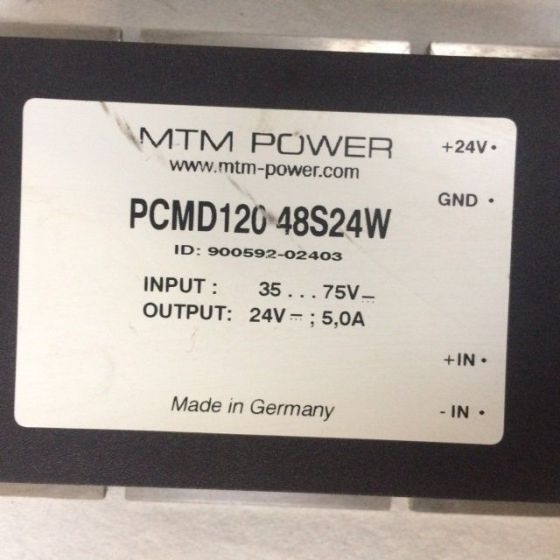 MTM POWER
www.mtm-power.com
PCMD120 48S24W
ID: 900592-02403
INPUT : 35 . . . 75V⎓
OUTPUT: 24V⎓ ; 5,0A
Made in Germany
+24V •
GND •
+IN •
- IN •